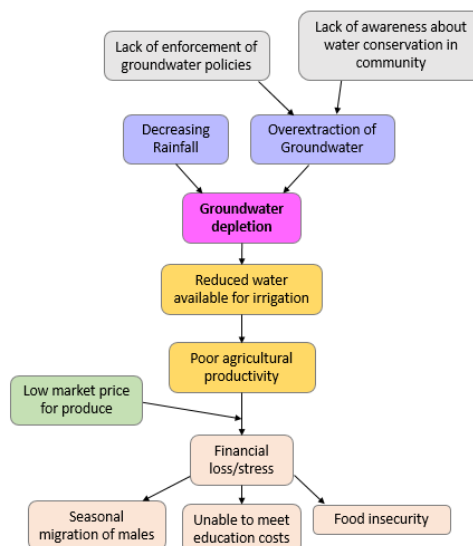 Lack of enforcement of
groundwater policies
Lack of awareness about
water conservation in
community
Decreasing
Rainfall
Overextraction of
Groundwater
Groundwater
depletion
Reduced water
available for irrigation
Poor agricultural
productivity
Low market price
for produce
Financial
loss/stress
Seasonal
migration of males
Unable to meet
education costs
Food insecurity